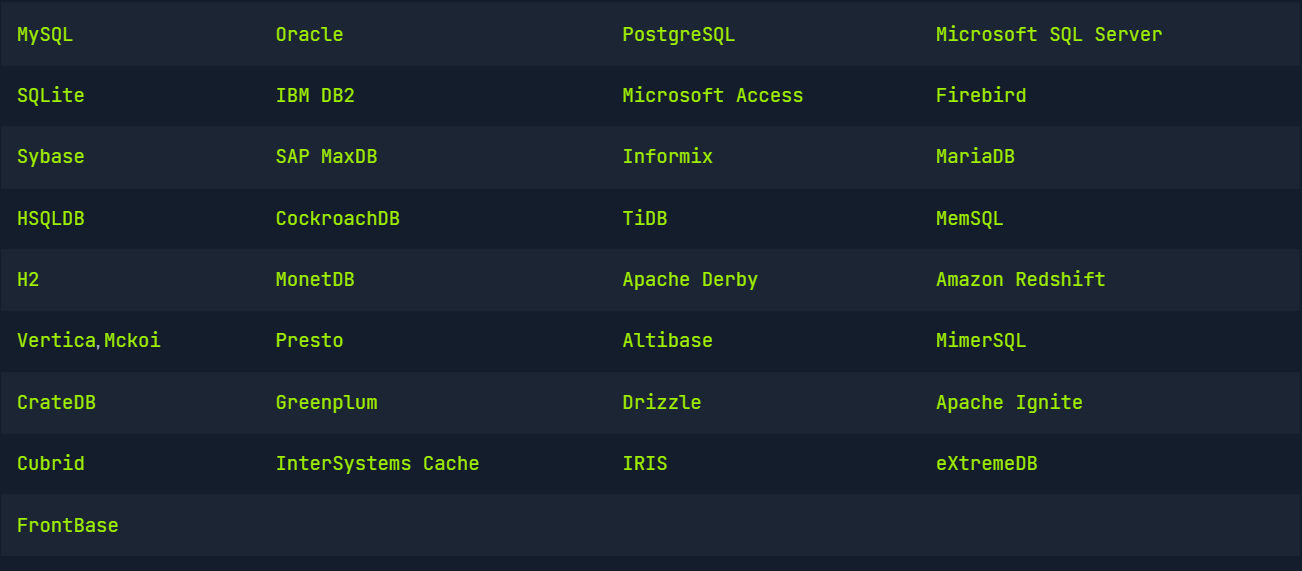 MySQL Oracle PostgreSQL Microsoft SQL Server
SQLite IBM DB2 Microsoft Access Firebird
Sybase SAP MaxDB Informix MariaDB
HSQLDB CockroachDB TiDB MemSQL
H2 MonetDB Apache Derby Amazon Redshift
Vertica, Mckoi Presto Altibase MimerSQL
CrateDB Greenplum Drizzle Apache Ignite
Cubrid InterSystems Cache IRIS eXtremeDB
FrontBase